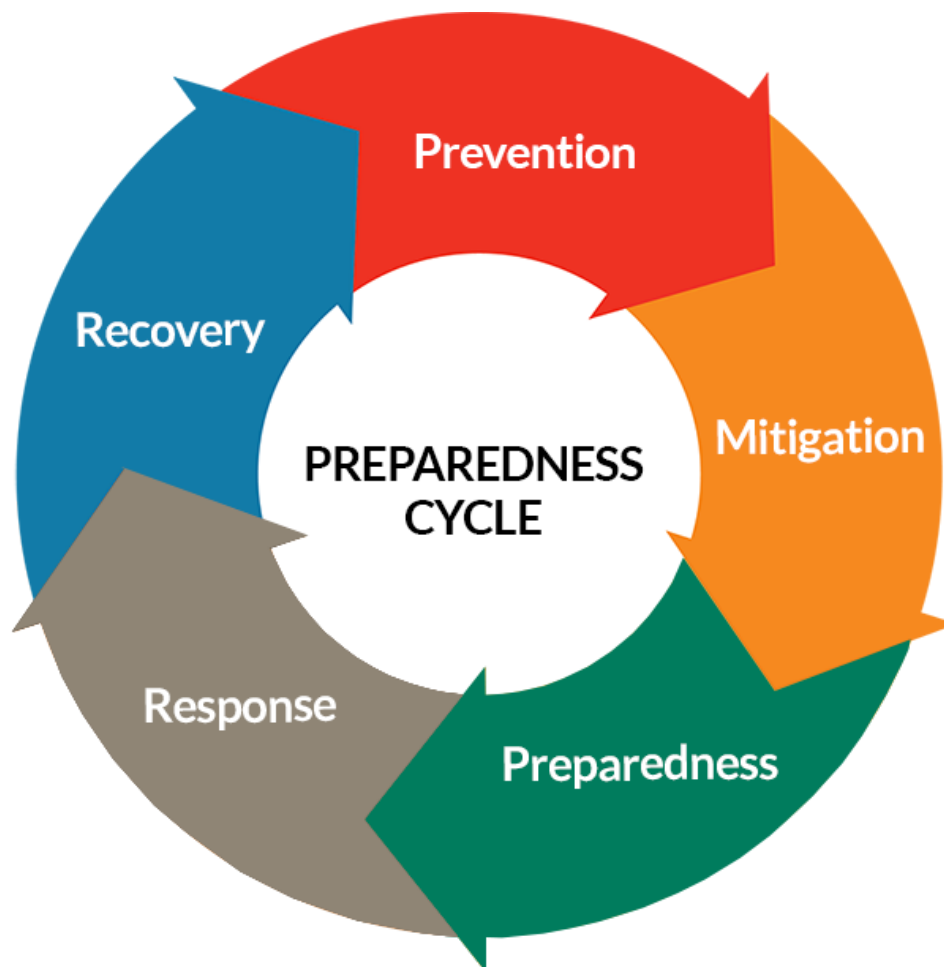 Prevention
Mitigation
Preparedness
Response
Recovery
PREPAREDNESS
CYCLE